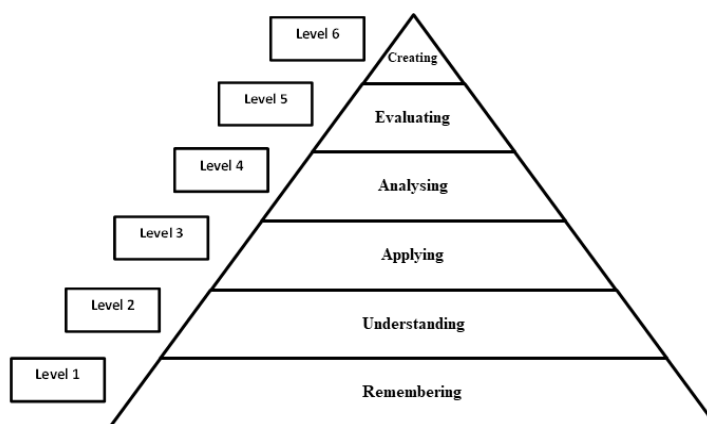 Level 6
Creating
Level 5
Evaluating
Level 4
Analysing
Level 3
Applying
Level 2
Understanding
Level 1
Remembering